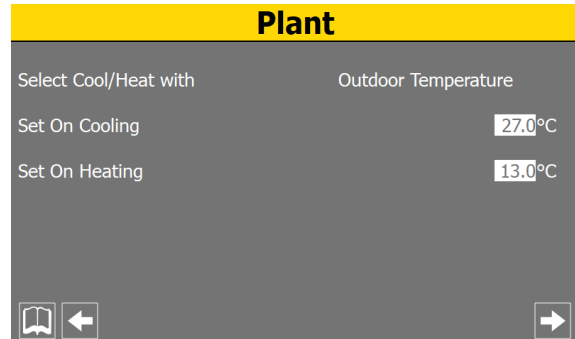 Plant
Select Cool/Heat with Outdoor Temperature
Set On Cooling 27.0°C
Set On Heating 13.0°C